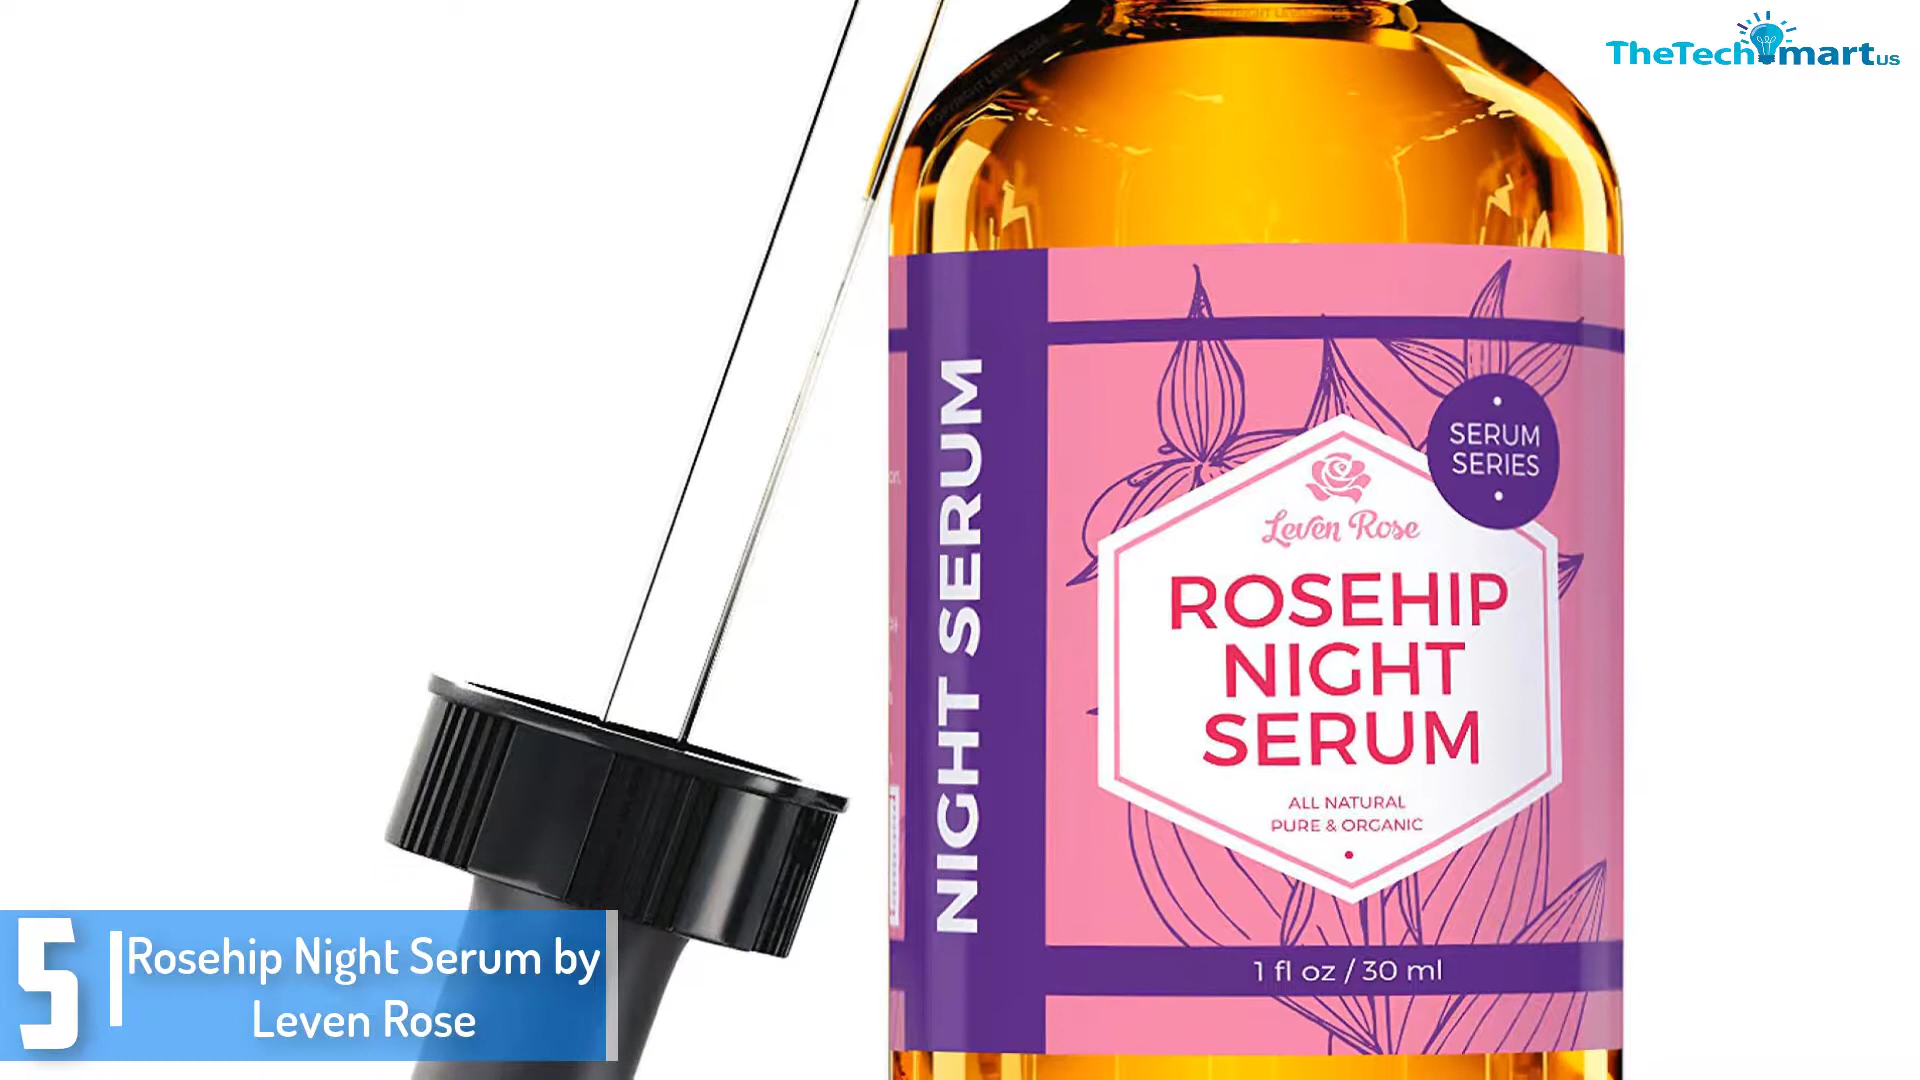 TheTechSmartUS
NIGHT SERUM
SERUM
SERIES
Leven Rose
ROSEHIP
NIGHT
SERUM
ALL NATURAL
PURE & ORGANIC
1 fl oz / 30 ml
5
Rosehip Night Serum by
Leven Rose